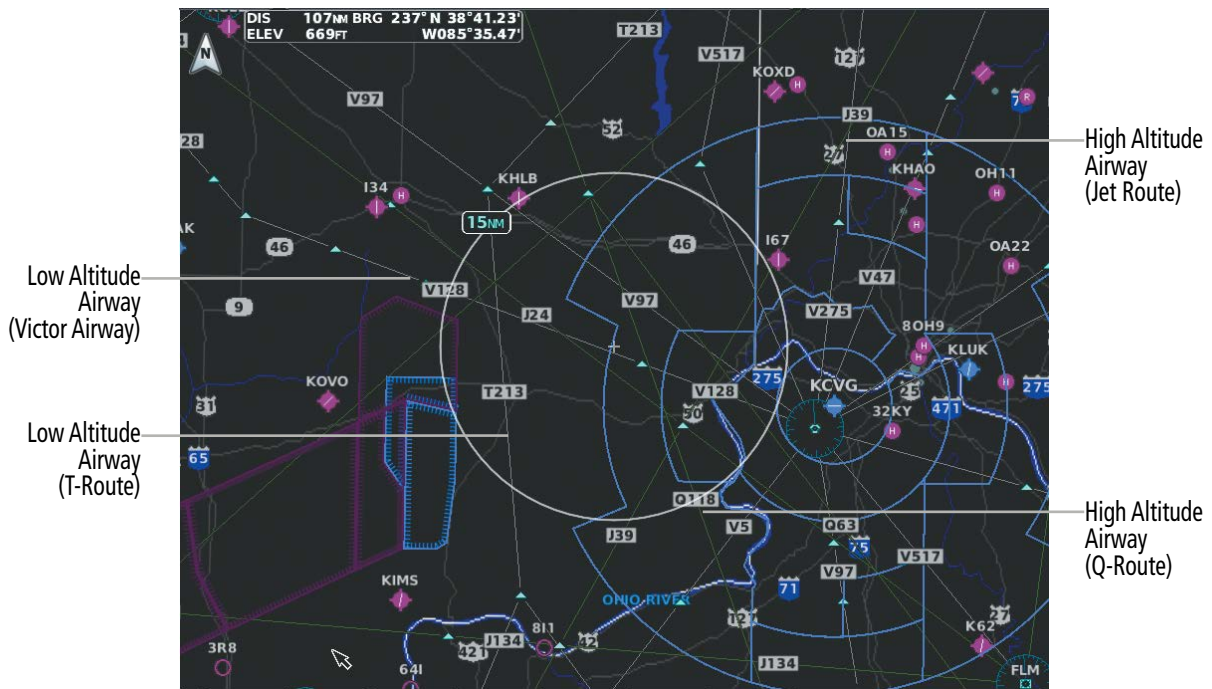 DIS 107NM BRG 237° N 38°41.23'
ELEV 669FT W085°35.47'
N
T213
V517
127
KOXD
H
R
V97
J39
52
OA15
H
27
28
High Altitude
Airway
(Jet Route)
I34
H
KHLB
KHAO
OH11
H
15NM
H
46
46
I67
OA22
H
AK
Low Altitude
Airway
(Victor Airway)
V128
V47
9
J24
V97
V275
8OH9
H
H
KLUK
KOVO
T213
V128
275
KCVG
25
H
275
31
50
32KY
H
471
Low Altitude
Airway
(T-Route)
65
Q118
V5
Q63
High Altitude
Airway
(Q-Route)
J39
75
V517
KIMS
V97
71
OHIO RIVER
127
27
K62
3R8
421
J134
8I1
42
J134
64I
FLM